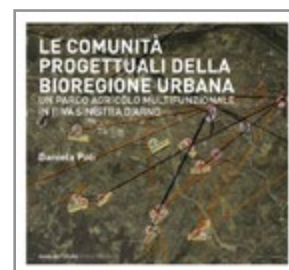 LE COMUNITÀ
PROGETTUALI DELLA
BIOREGIONE URBANA
UN PARCO AGRICOLO MULTIFUNZIONALE
IN RIVA SINISTRA D'ARNO
Daniela Poli